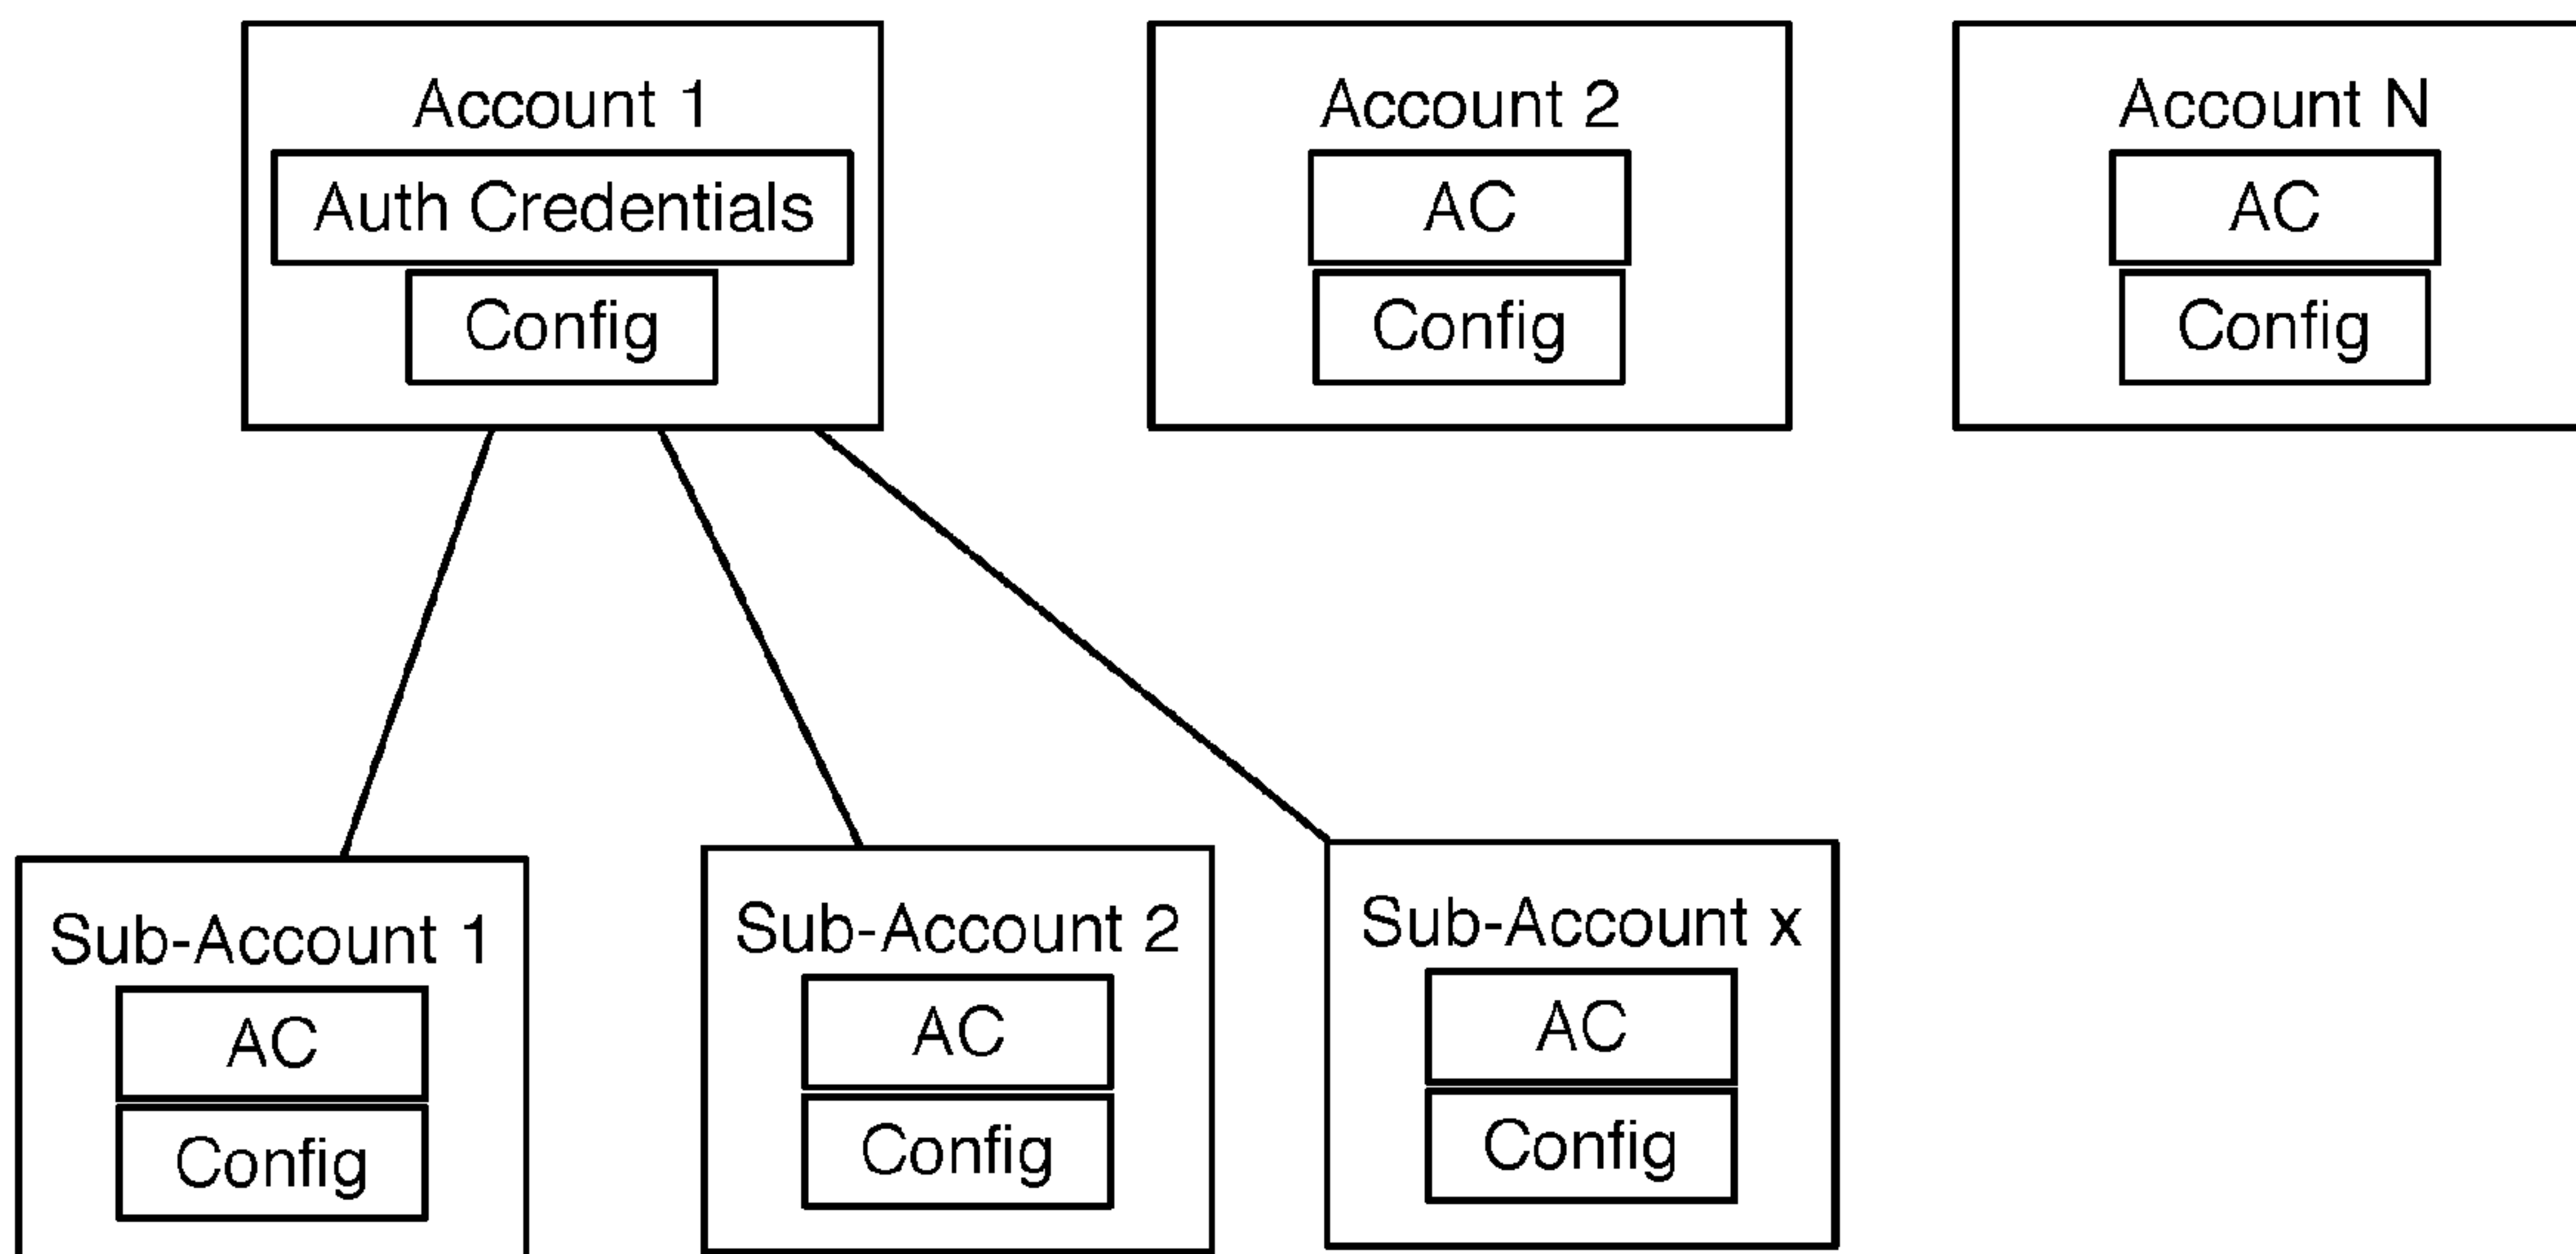 Account 1
Auth Credentials
Config
Account 2
AC
Config
Account N
AC
Config
Sub-Account 1
AC
Config
Sub-Account 2
AC
Config
Sub-Account x
AC
Config